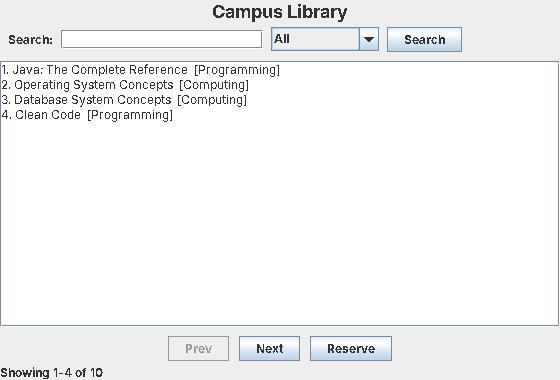 Campus Library
Search: All Search
1. Java: The Complete Reference [Programming]
2. Operating System Concepts [Computing]
3. Database System Concepts [Computing]
4. Clean Code [Programming]
Prev Next Reserve
Showing 1-4 of 10